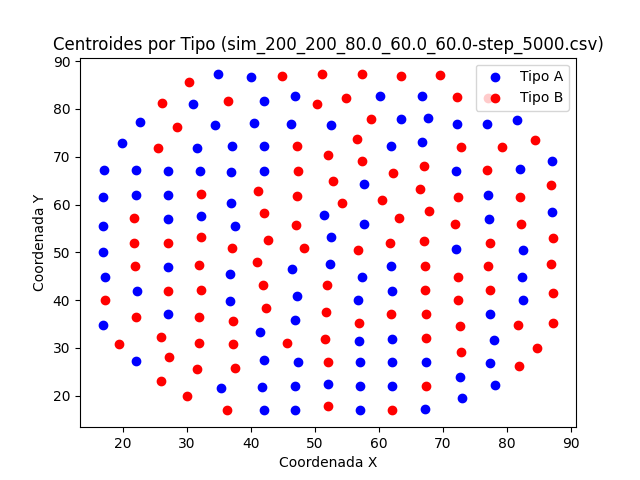 Centroides por Tipo (sim_200_200_80.0_60.0_60.0-step_5000.csv)
Tipo A
Tipo B
90
80
70
60
50
40
30
20
Coordenada Y
20 30 40 50 60 70 80 90
Coordenada X